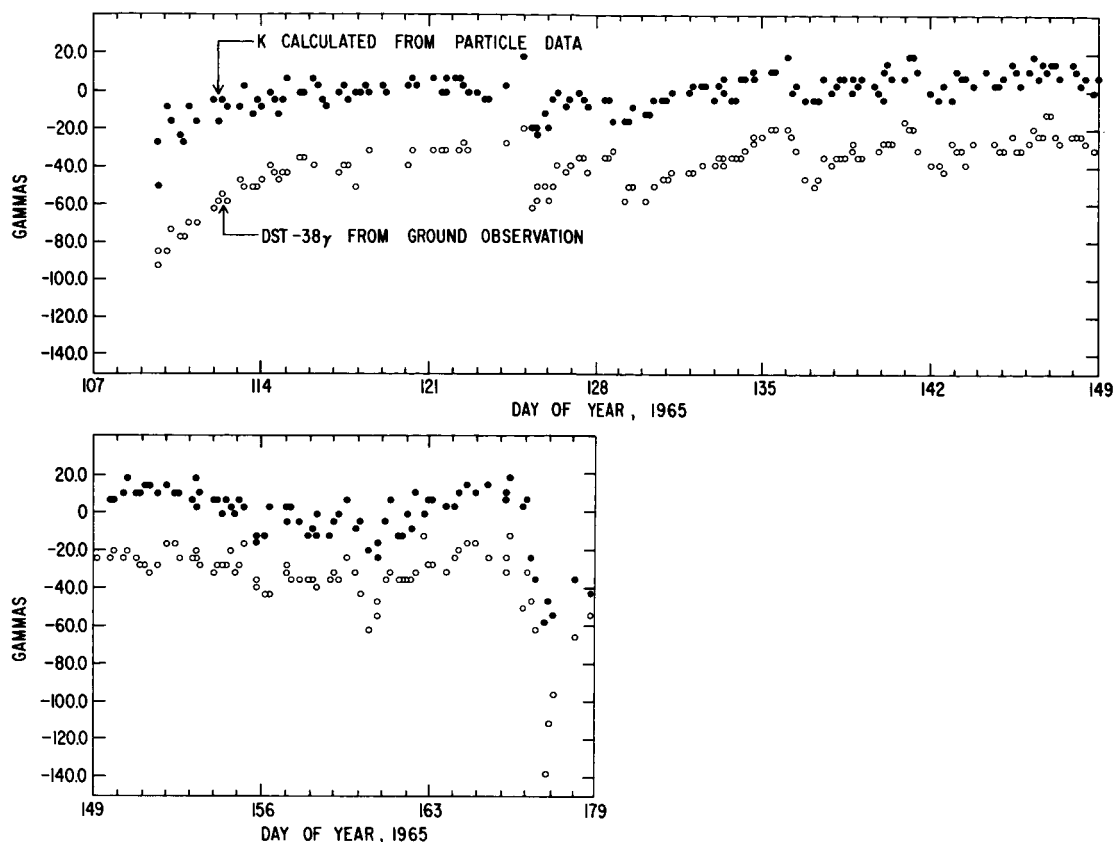 K CALCULATED FROM PARTICLE DATA
20.0
0
-20.0
-40.0
-60.0
-80.0
-100.0
-120.0
-140.0
GAMMAS
DST-38γ FROM GROUND OBSERVATION
107 114 121 128 135 142 149
DAY OF YEAR, 1965
20.0
0
-20.0
-40.0
-60.0
-80.0
-100.0
-120.0
-140.0
GAMMAS
149 156 163 179
DAY OF YEAR, 1965